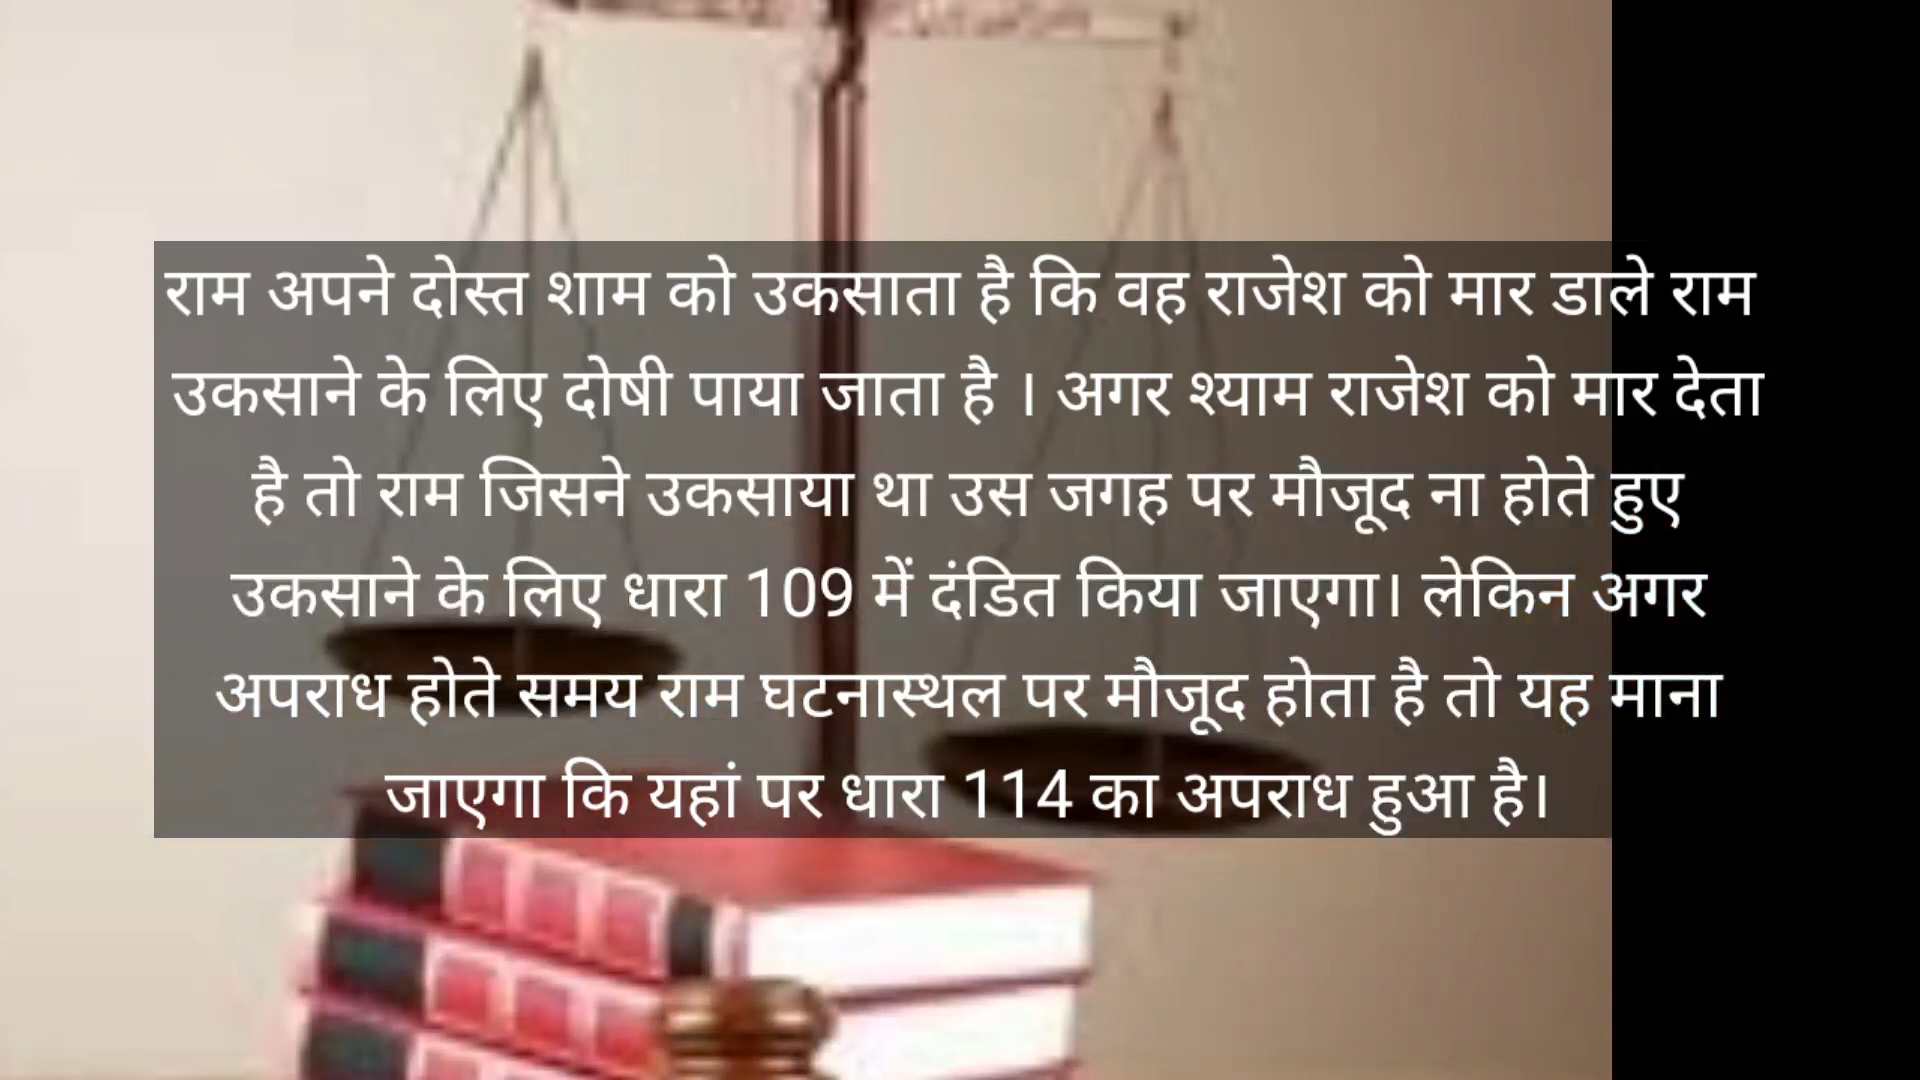 राम अपने दोस्त शाम को उकसाता है कि वह राजेश को मार डाले राम
उकसाने के लिए दोषी पाया जाता है । अगर श्याम राजेश को मार देता
है तो राम जिसने उकसाया था उस जगह पर मौजूद ना होते हुए
उकसाने के लिए धारा 109 में दंडित किया जाएगा। लेकिन अगर
अपराध होते समय राम घटनास्थल पर मौजूद होता है तो यह माना
जाएगा कि यहां पर धारा 114 का अपराध हुआ है।